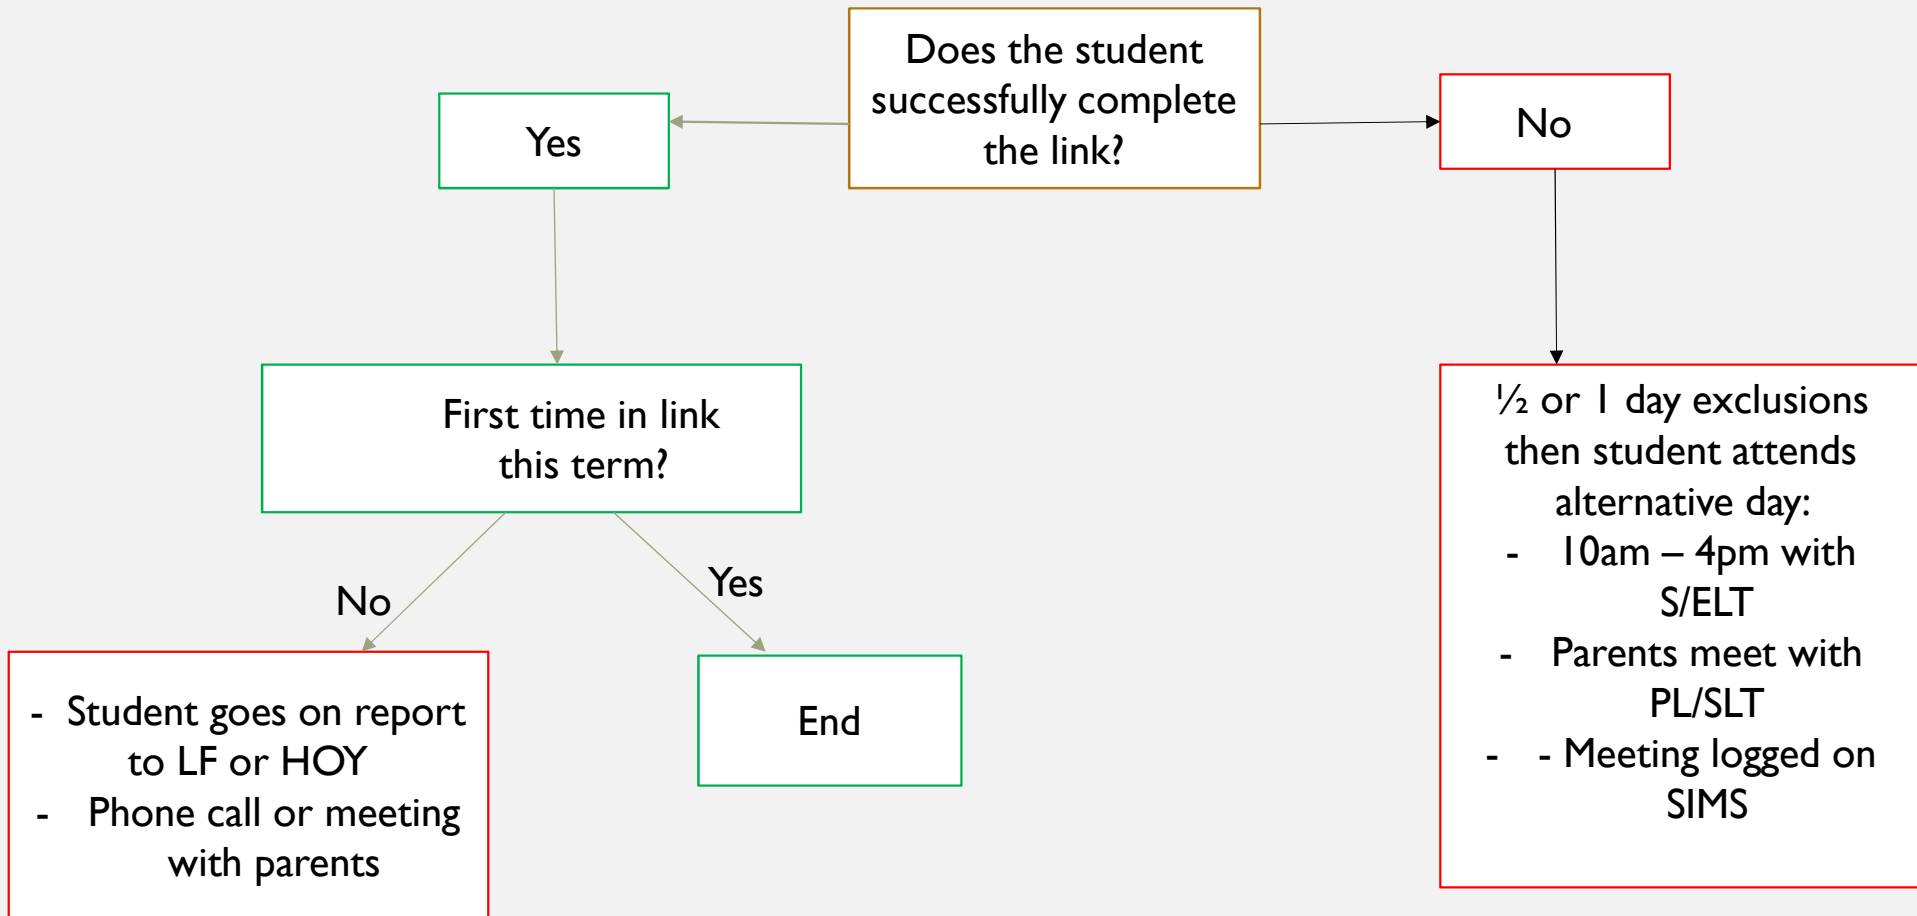 Does the student
successfully complete
the link?
Yes
No
First time in link
this term?
No
Yes
- Student goes on report
to LF or HOY
- Phone call or meeting
with parents
End
½ or 1 day exclusions
then student attends
alternative day:
- 10am – 4pm with
S/ELT
- Parents meet with
PL/SLT
- - Meeting logged on
SIMS